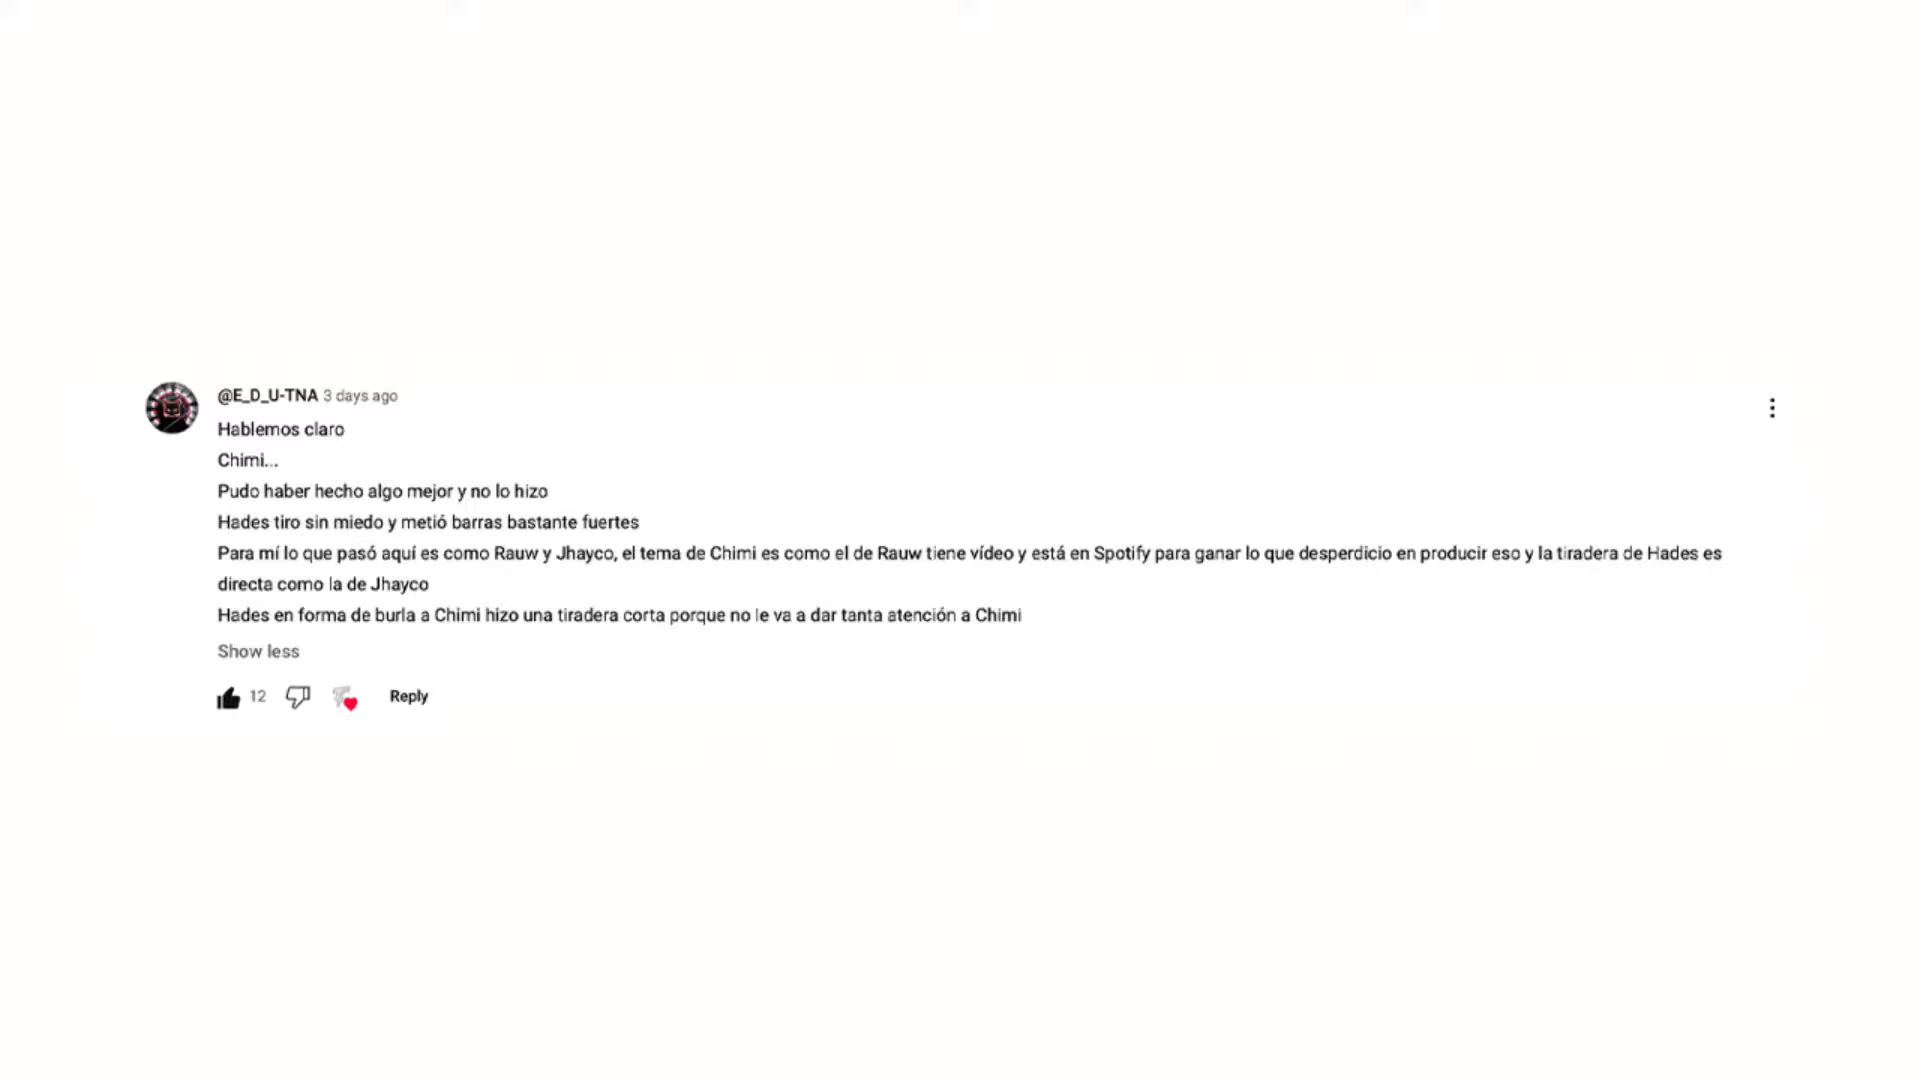 @E_D_U-TNA 3 days ago
Hablemos claro
Chimi...
Pudo haber hecho algo mejor y no lo hizo
Hades tiro sin miedo y metió barras bastante fuertes
Para mí lo que pasó aquí es como Rauw y Jhayco, el tema de Chimi es como el de Rauw tiene vídeo y está en Spotify para ganar lo que desperdicio en producir eso y la tiradera de Hades es
directa como la de Jhayco
Hades en forma de burla a Chimi hizo una tiradera corta porque no le va a dar tanta atención a Chimi
Show less
12 Reply